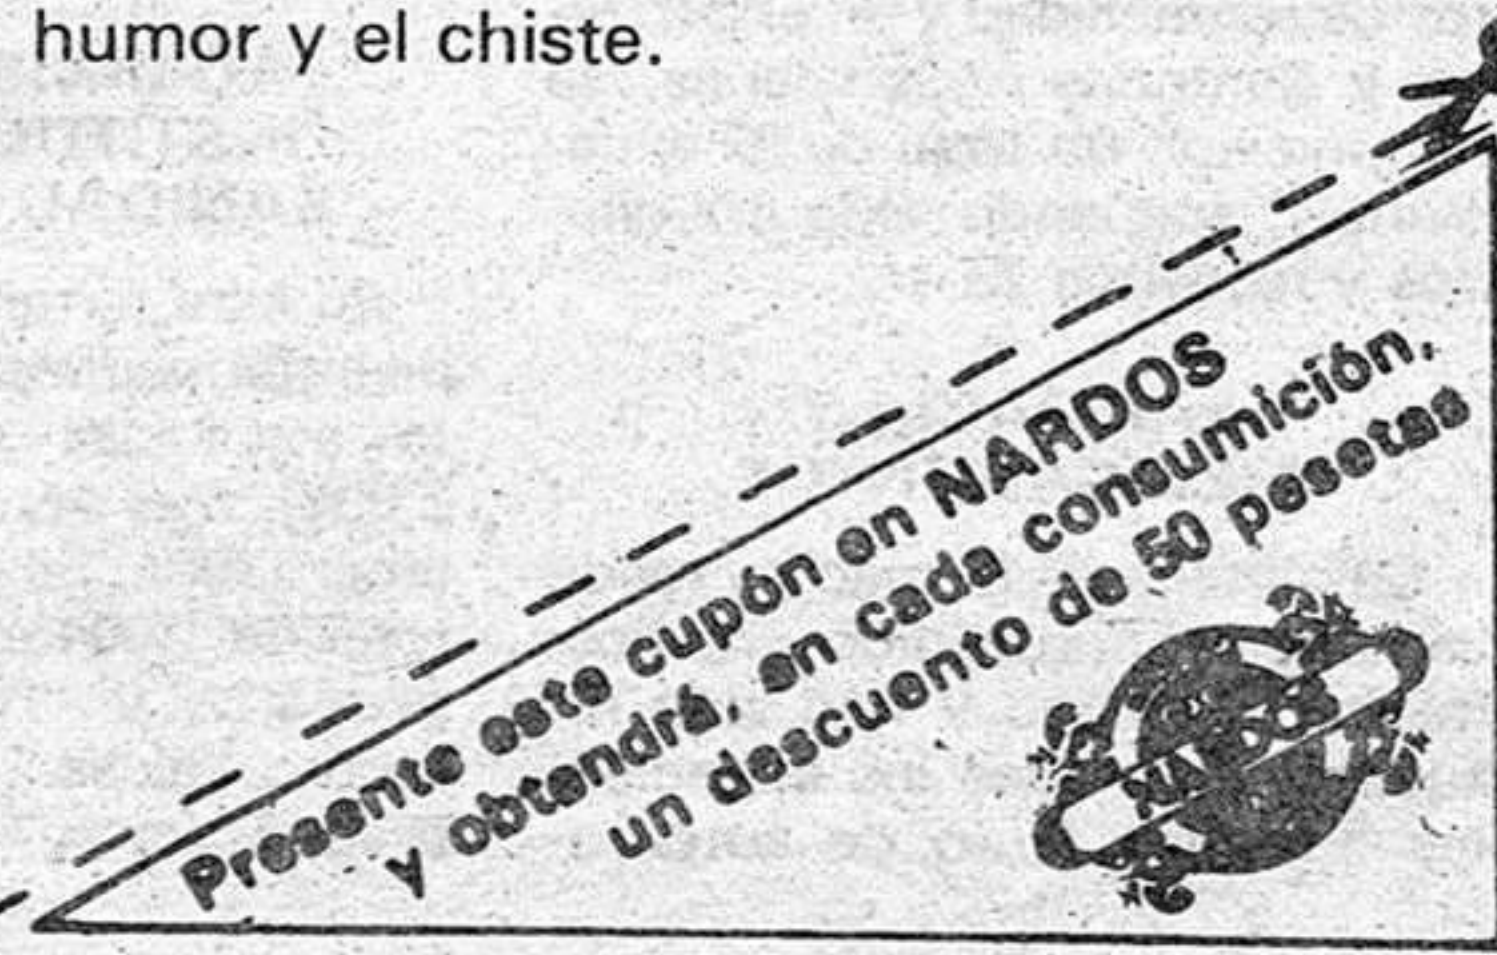 humor y el chiste.
Presente este cupón en NARDOS
y obtendrá, en cada consumición,
un descuento de 50 pesetas